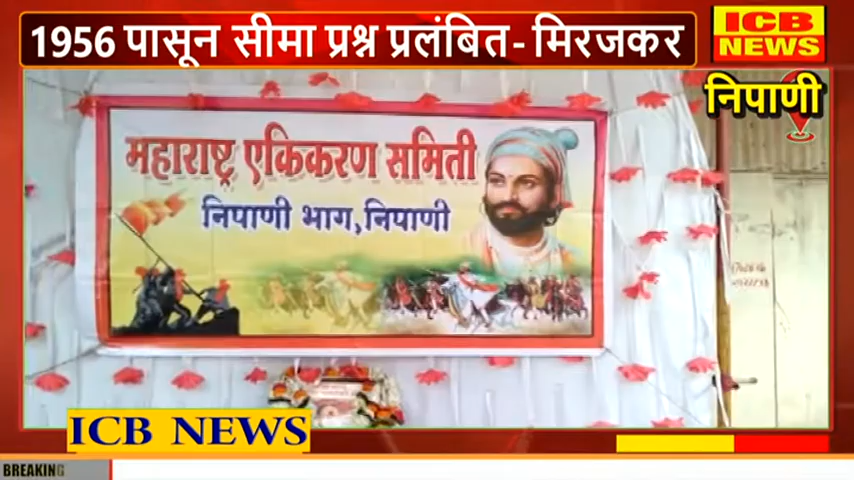 1956 पासून सीमा प्रश्न प्रलंबित- मिरजकर
ICB
NEWS
निपाणी
महाराष्ट्र एकिकरण समिती
निपाणी भाग, निपाणी
ICB NEWS
BREAKING